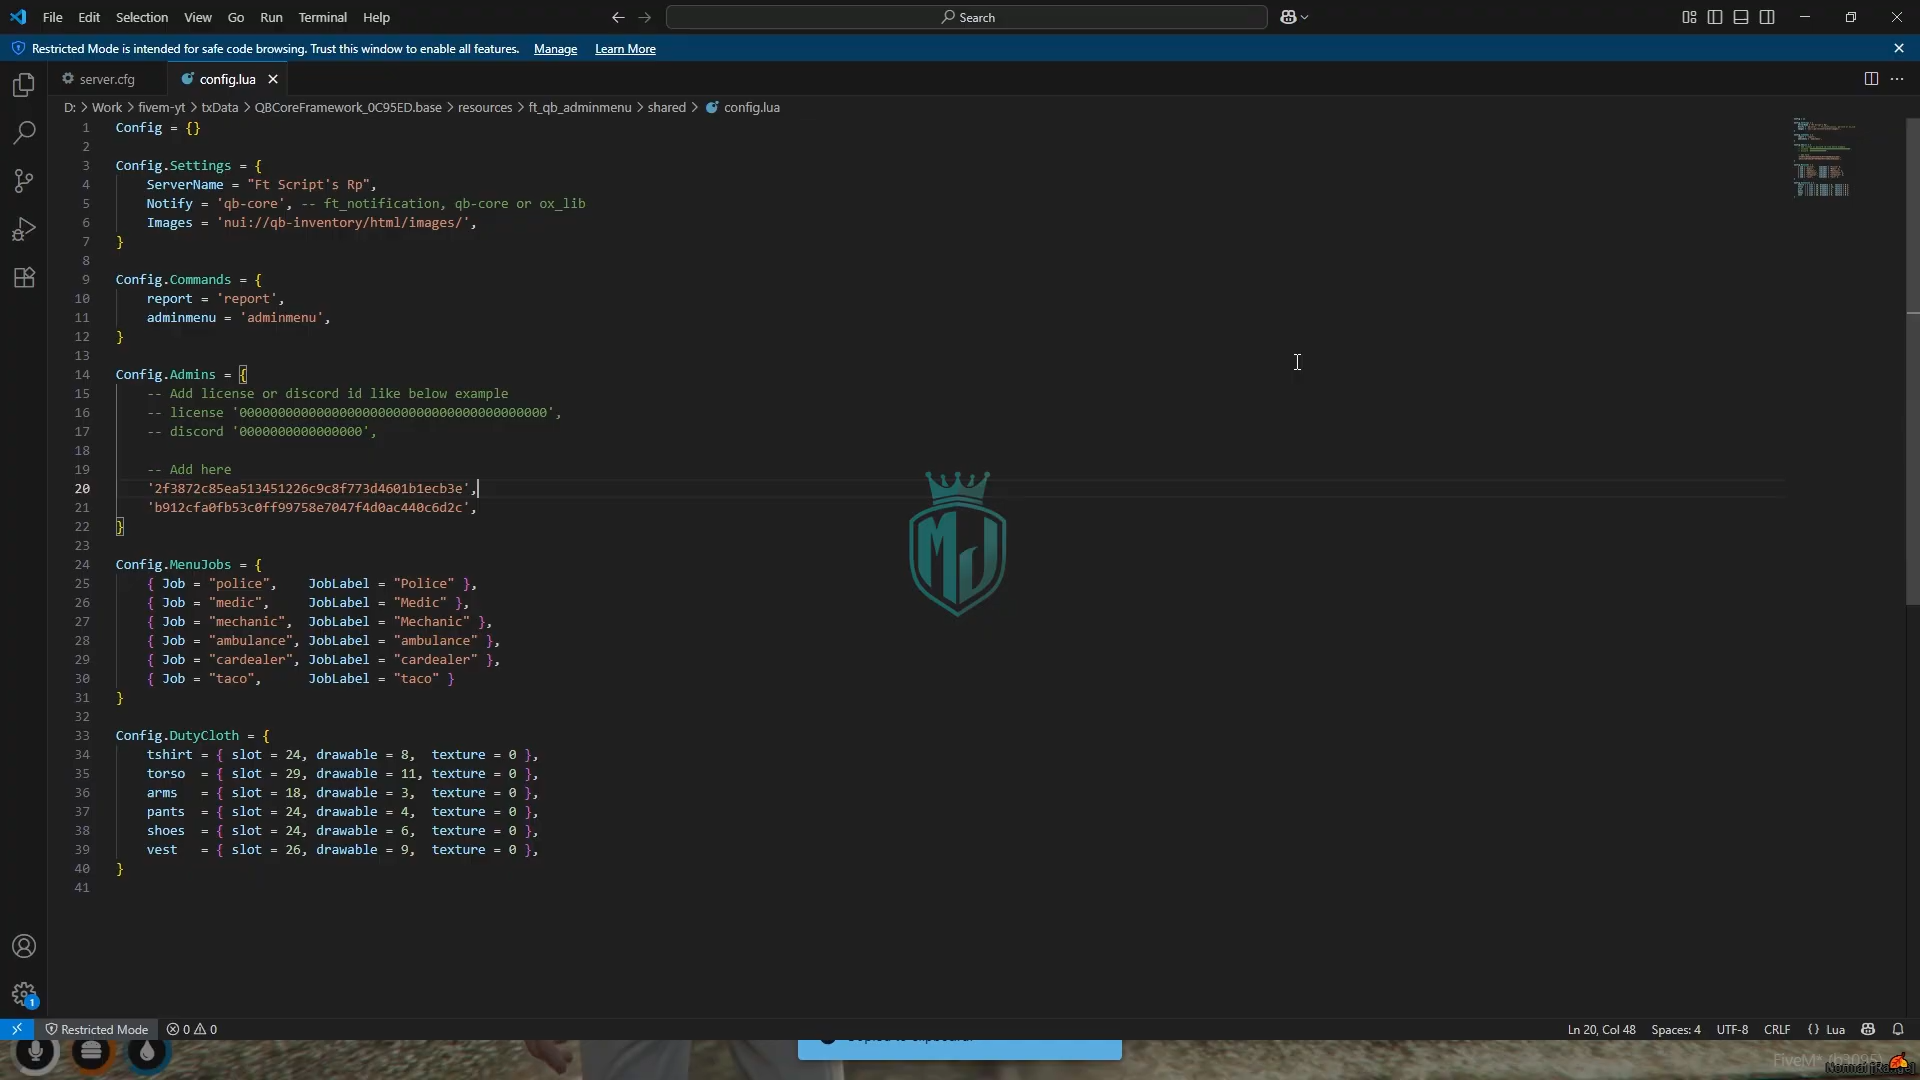 File Edit Selection View Go Run Terminal Help
Search
Restricted Mode is intended for safe code browsing. Trust this window to enable all features. Manage Learn More
server.cfg config.lua
D: > Work > fivem-yt > txData > QBCoreFramework_0C95ED.base > resources > ft_qb_adminmenu > shared > config.lua
1 Config = {}
2
3 Config.Settings = {
4 ServerName = "Ft Script's Rp",
5 Notify = 'qb-core', -- ft_notification, qb-core or ox_lib
6 Images = 'nui://qb-inventory/html/images/',
7 }
8
9 Config.Commands = {
10 report = 'report',
11 adminmenu = 'adminmenu',
12 }
13
14 Config.Admins = {
15 -- Add license or discord id like below example
16 -- license '0000000000000000000000000000000000000000',
17 -- discord '0000000000000000',
18
19 -- Add here
20 '2f3872c85ea513451226c9c8f773d4601b1ecb3e',
21 'b912cfa0fb53c0ff99758e7047f4d0ac440c6d2c',
22 }
23
24 Config.MenuJobs = {
25 { Job = "police", JobLabel = "Police" },
26 { Job = "medic", JobLabel = "Medic" },
27 { Job = "mechanic", JobLabel = "Mechanic" },
28 { Job = "ambulance", JobLabel = "ambulance" },
29 { Job = "cardealer", JobLabel = "cardealer" },
30 { Job = "taco", JobLabel = "taco" }
31 }
32
33 Config.DutyCloth = {
34 tshirt = { slot = 24, drawable = 8, texture = 0 },
35 torso = { slot = 29, drawable = 11, texture = 0 },
36 arms = { slot = 18, drawable = 3, texture = 0 },
37 pants = { slot = 24, drawable = 4, texture = 0 },
38 shoes = { slot = 24, drawable = 6, texture = 0 },
39 vest = { slot = 26, drawable = 9, texture = 0 },
40 }
41
MJ
1
Restricted Mode 0 0 Ln 20, Col 48 Spaces: 4 UTF-8 CRLF {} Lua